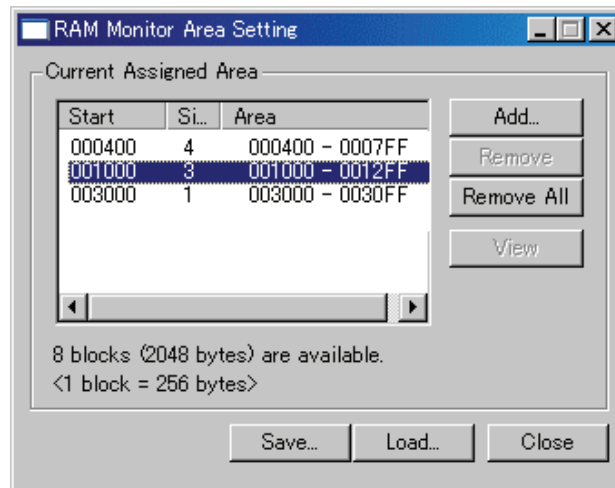 RAM Monitor Area Setting
Current Assigned Area
Start Si... Area
000400 4 000400 - 0007FF
001000 3 001000 - 0012FF
003000 1 003000 - 0030FF
Add...
Remove
Remove All
View
8 blocks (2048 bytes) are available.
<1 block = 256 bytes>
Save... Load... Close